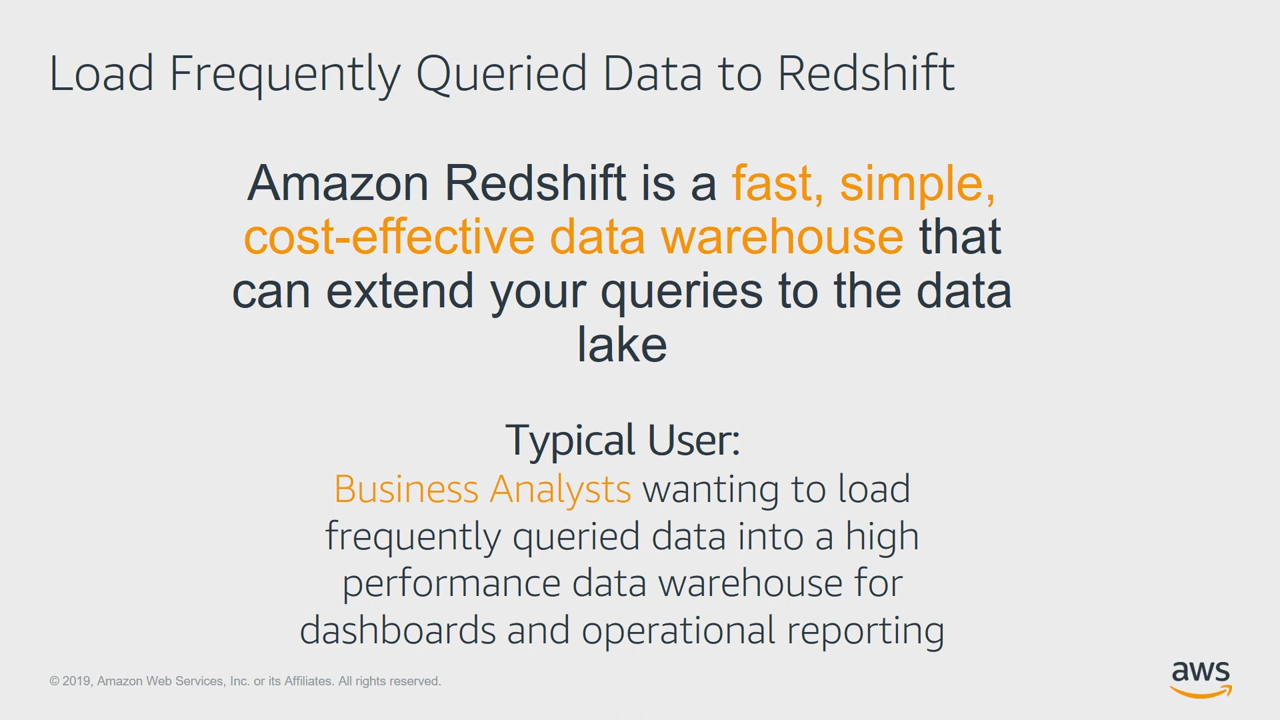 Load Frequently Queried Data to Redshift
Amazon Redshift is a fast, simple,
cost-effective data warehouse that
can extend your queries to the data
lake
Typical User:
Business Analysts wanting to load
frequently queried data into a high
performance data warehouse for
dashboards and operational reporting
© 2019, Amazon Web Services, Inc. or its Affiliates. All rights reserved.
aws